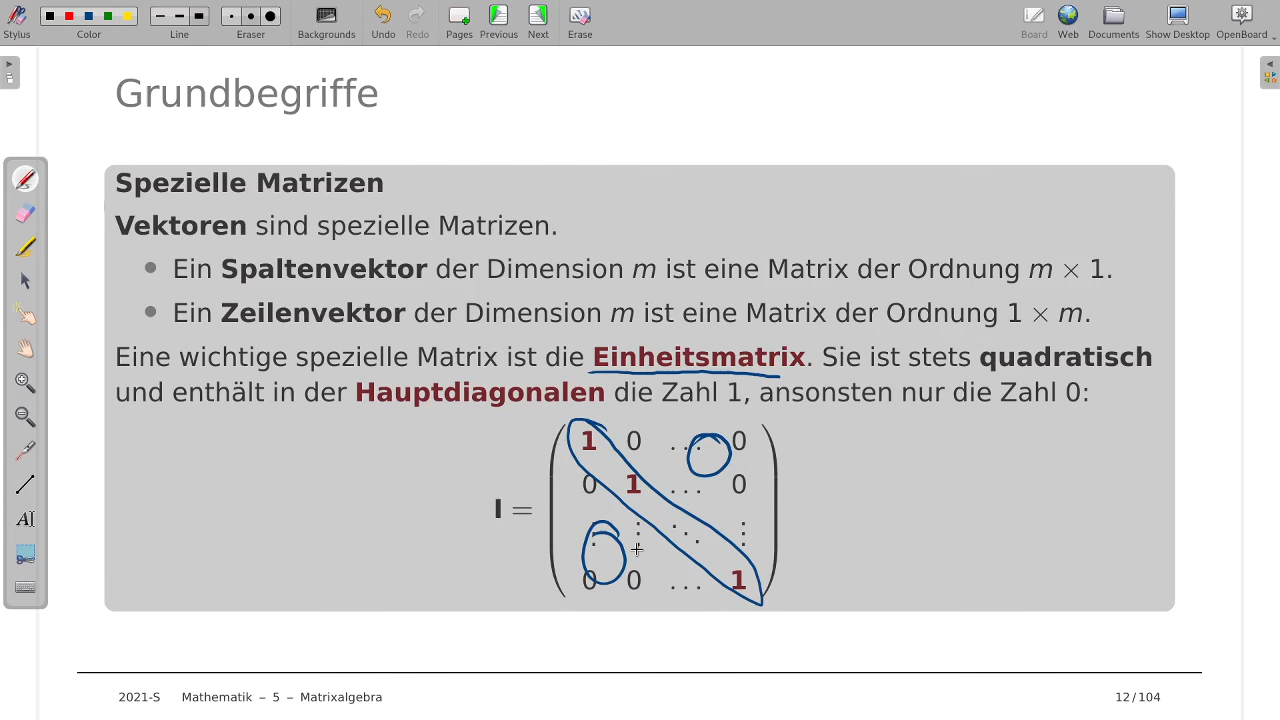 Stylus Color Line Eraser Backgrounds Undo Redo Pages Previous Next Erase Board Web Documents Show Desktop OpenBoard
Grundbegriffe
Spezielle Matrizen
Vektoren sind spezielle Matrizen.
• Ein Spaltenvektor der Dimension m ist eine Matrix der Ordnung m × 1.
• Ein Zeilenvektor der Dimension m ist eine Matrix der Ordnung 1 × m.
Eine wichtige spezielle Matrix ist die Einheitsmatrix. Sie ist stets quadratisch
und enthält in der Hauptdiagonalen die Zahl 1, ansonsten nur die Zahl 0:
1 0 ... 0
0 1 ... 0
I =
⋮ ⋮ ⋱ ⋮
0 0 ... 1
2021-S Mathematik – 5 – Matrixalgebra 12/104